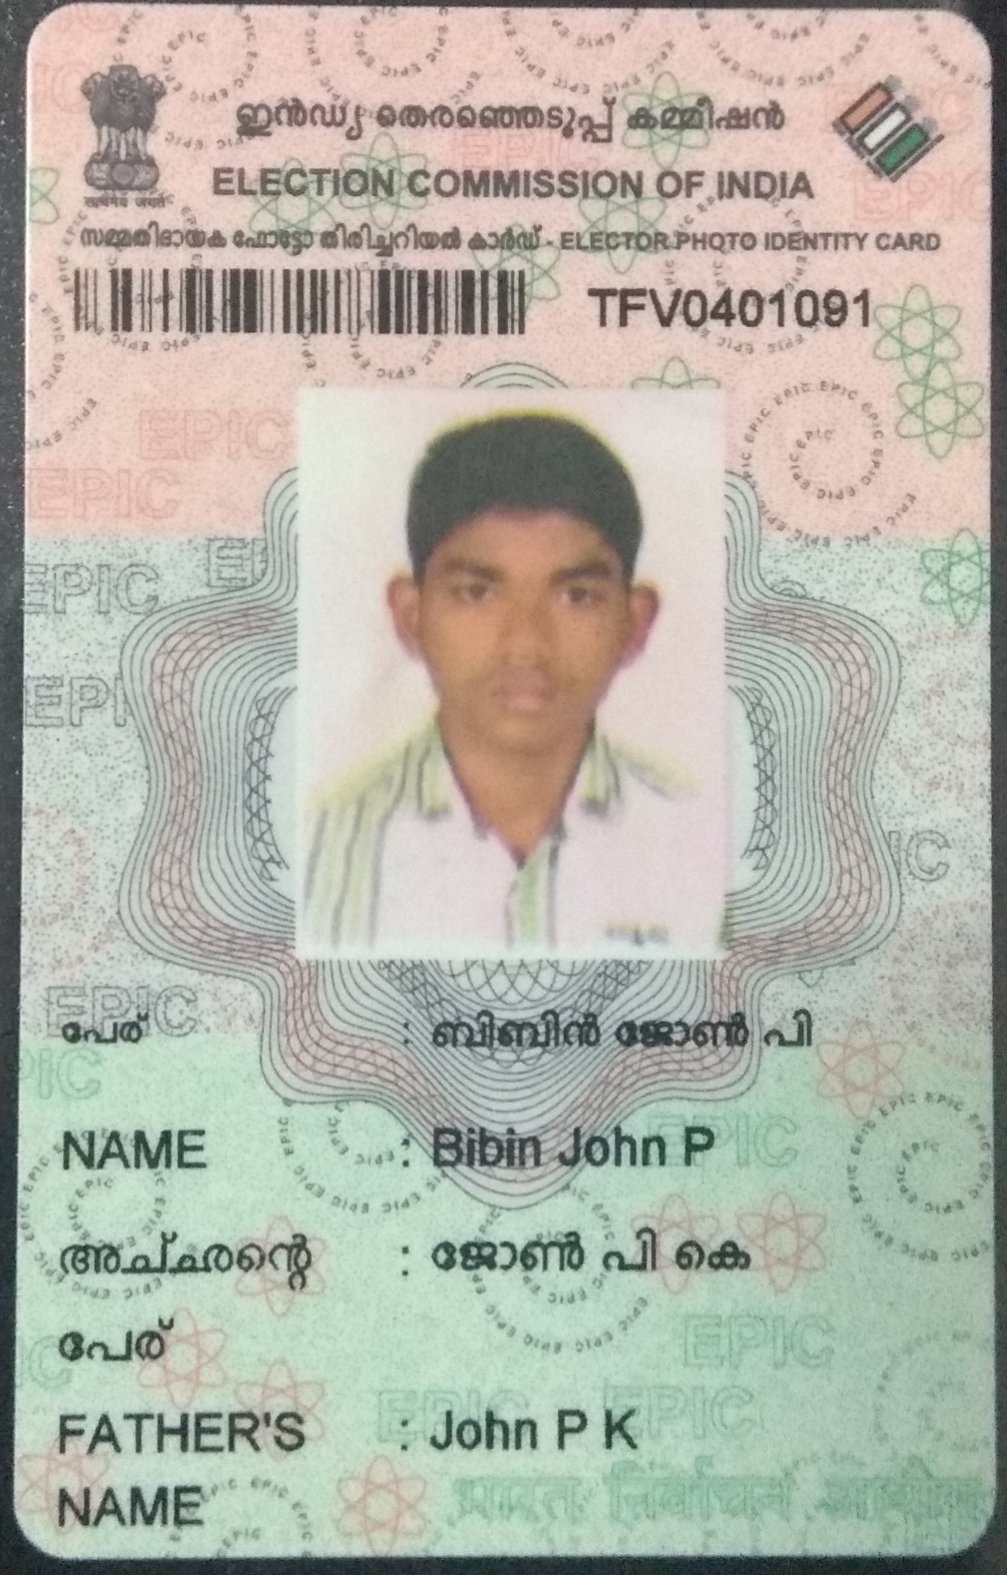 ഇൻഡ്യ തെരഞ്ഞെടുപ്പ് കമ്മീഷൻ
ELECTION COMMISSION OF INDIA
സമ്മതിദായക ഫോട്ടോ തിരിച്ചറിയൽ കാർഡ് - ELECTOR PHOTO IDENTITY CARD
TFV0401091
പേര് : ബിബിൻ ജോൺ പി
NAME : Bibin John P
അച്ഛന്റെ : ജോൺ പി കെ
പേര്
FATHER'S : John P K
NAME
भारत निर्वाचन आयोग